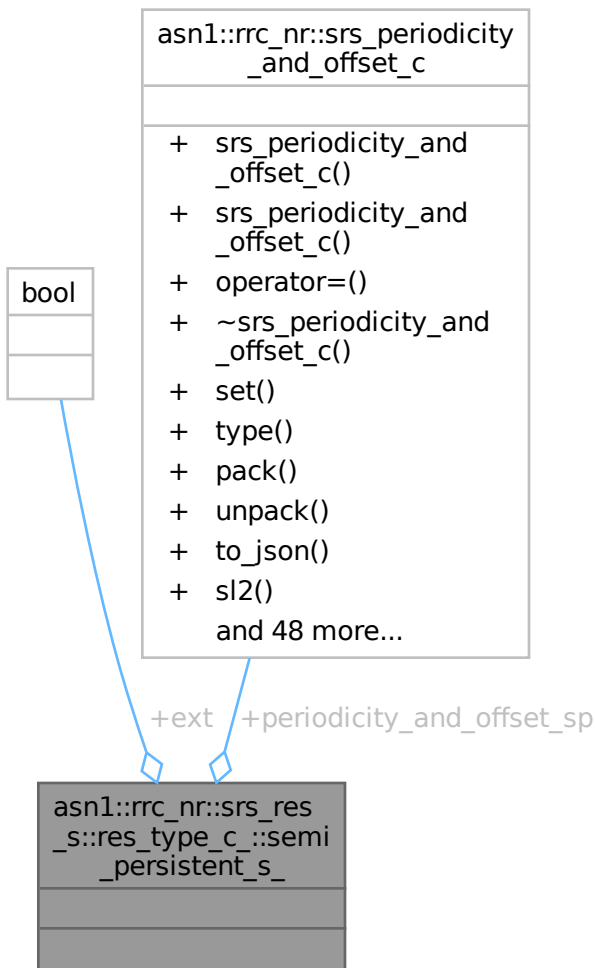 asn1::rrc_nr::srs_periodicity
_and_offset_c
+ srs_periodicity_and
_offset_c()
+ srs_periodicity_and
_offset_c()
+ operator=()
+ ~srs_periodicity_and
_offset_c()
+ set()
+ type()
+ pack()
+ unpack()
+ to_json()
+ sl2()
and 48 more...
bool
+ext
+periodicity_and_offset_sp
asn1::rrc_nr::srs_res
_s::res_type_c_::semi
_persistent_s_